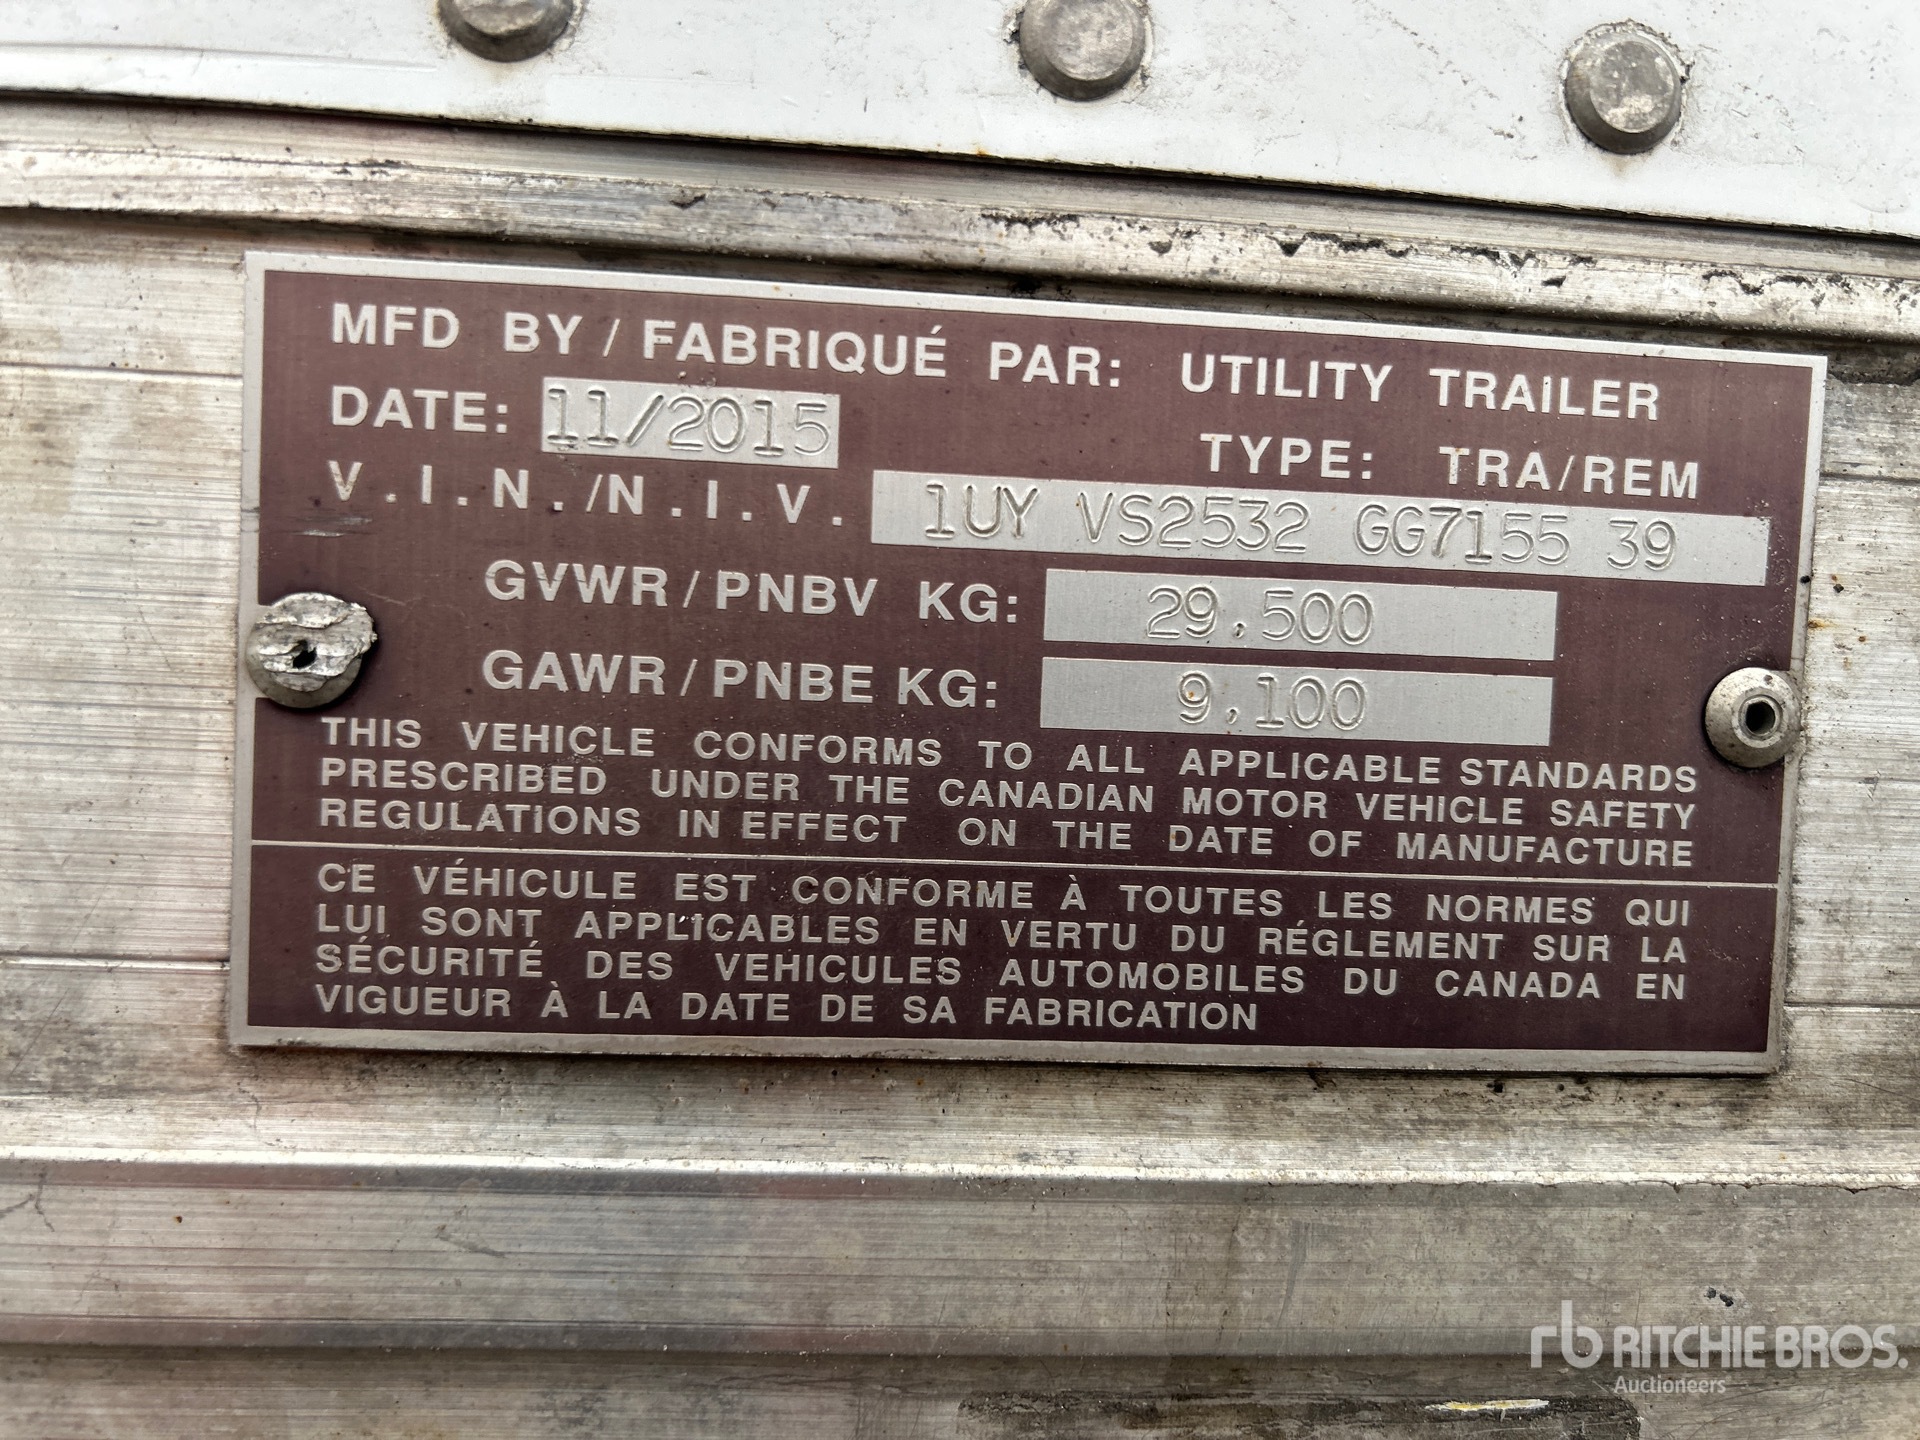 MFD BY / FABRIQUÉ PAR: UTILITY TRAILER
DATE: 11/2015
TYPE: TRA/REM
V.I.N./N.I.V. 1UY VS2532 GG7155 39
GVWR/PNBV KG: 29,500
GAWR/PNBE KG: 9,100
THIS VEHICLE CONFORMS TO ALL APPLICABLE STANDARDS
PRESCRIBED UNDER THE CANADIAN MOTOR VEHICLE SAFETY
REGULATIONS IN EFFECT ON THE DATE OF MANUFACTURE
CE VÉHICULE EST CONFORME À TOUTES LES NORMES QUI
LUI SONT APPLICABLES EN VERTU DU RÉGLEMENT SUR LA
SÉCURITÉ DES VEHICULES AUTOMOBILES DU CANADA EN
VIGUEUR À LA DATE DE SA FABRICATION
rb RITCHIE BROS.
Auctioneers